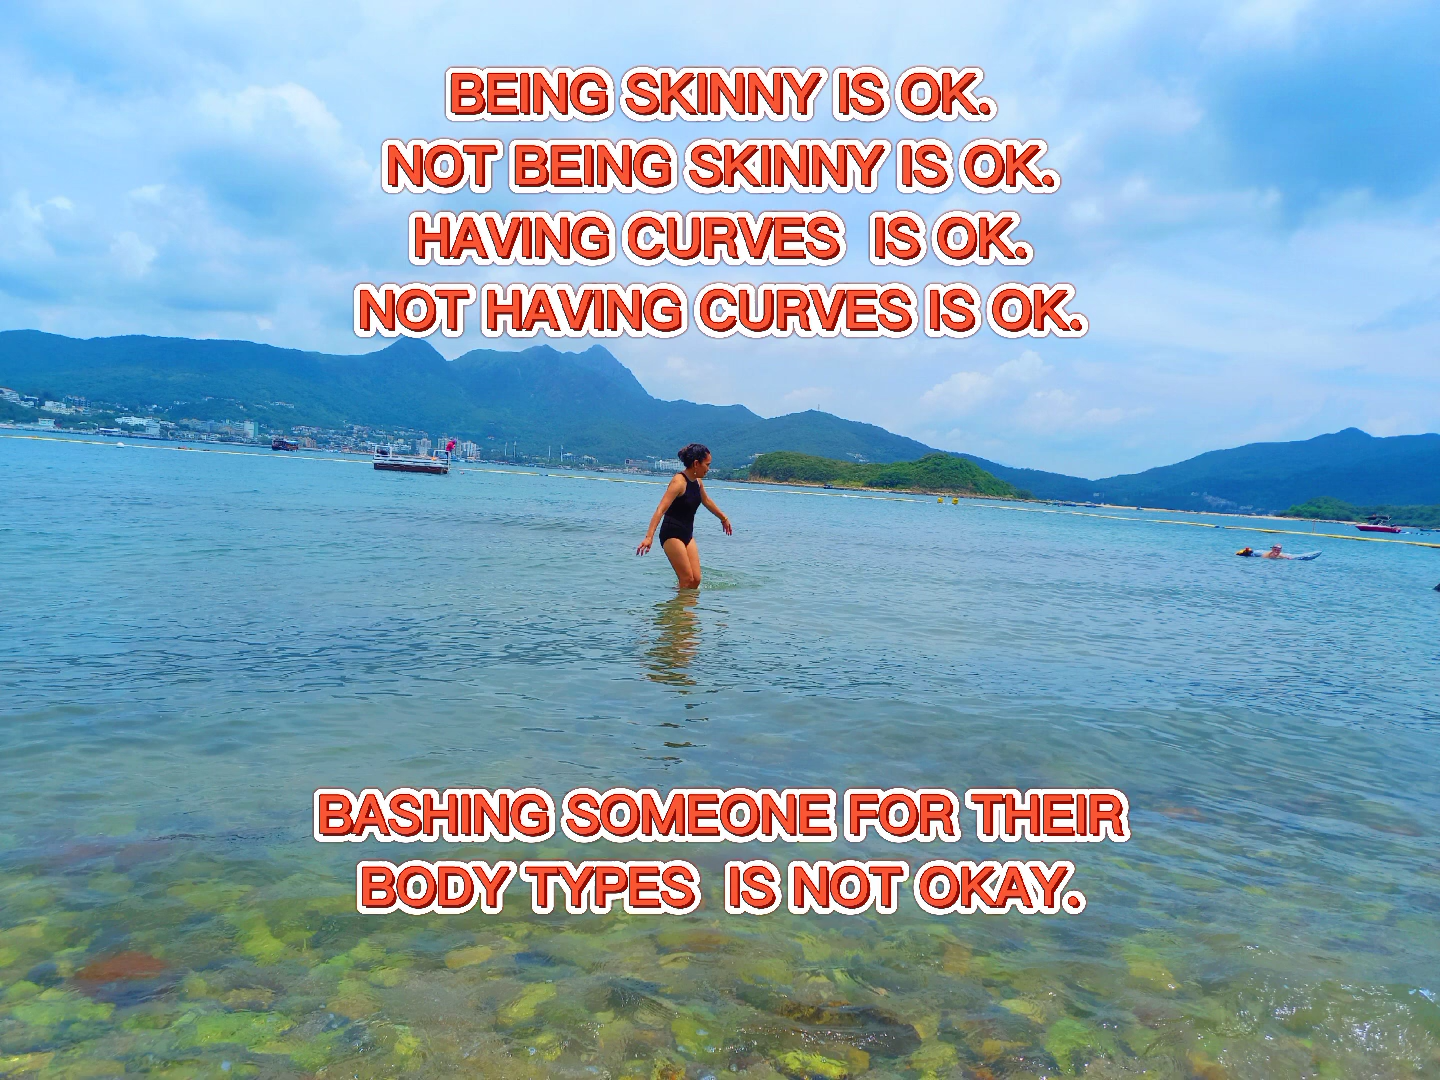 BEING SKINNY IS OK.
NOT BEING SKINNY IS OK.
HAVING CURVES  IS OK.
NOT HAVING CURVES IS OK.
BASHING SOMEONE FOR THEIR
BODY TYPES  IS NOT OKAY.